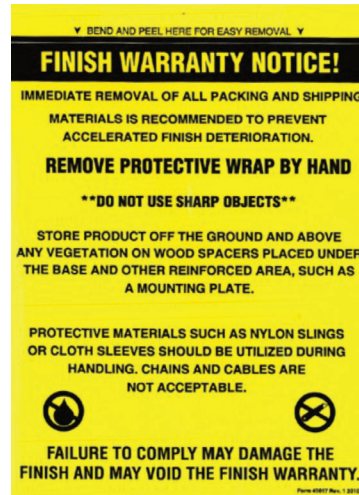 BEND AND PEEL HERE FOR EASY REMOVAL
FINISH WARRANTY NOTICE!
IMMEDIATE REMOVAL OF ALL PACKING AND SHIPPING
MATERIALS IS RECOMMENDED TO PREVENT
ACCELERATED FINISH DETERIORATION.
REMOVE PROTECTIVE WRAP BY HAND
**DO NOT USE SHARP OBJECTS**
STORE PRODUCT OFF THE GROUND AND ABOVE
ANY VEGETATION ON WOOD SPACERS PLACED UNDER
THE BASE AND OTHER REINFORCED AREA, SUCH AS
A MOUNTING PLATE.
PROTECTIVE MATERIALS SUCH AS NYLON SLINGS
OR CLOTH SLEEVES SHOULD BE UTILIZED DURING
HANDLING. CHAINS AND CABLES ARE
NOT ACCEPTABLE.
FAILURE TO COMPLY MAY DAMAGE THE
FINISH AND MAY VOID THE FINISH WARRANTY.
Form Rev. 1